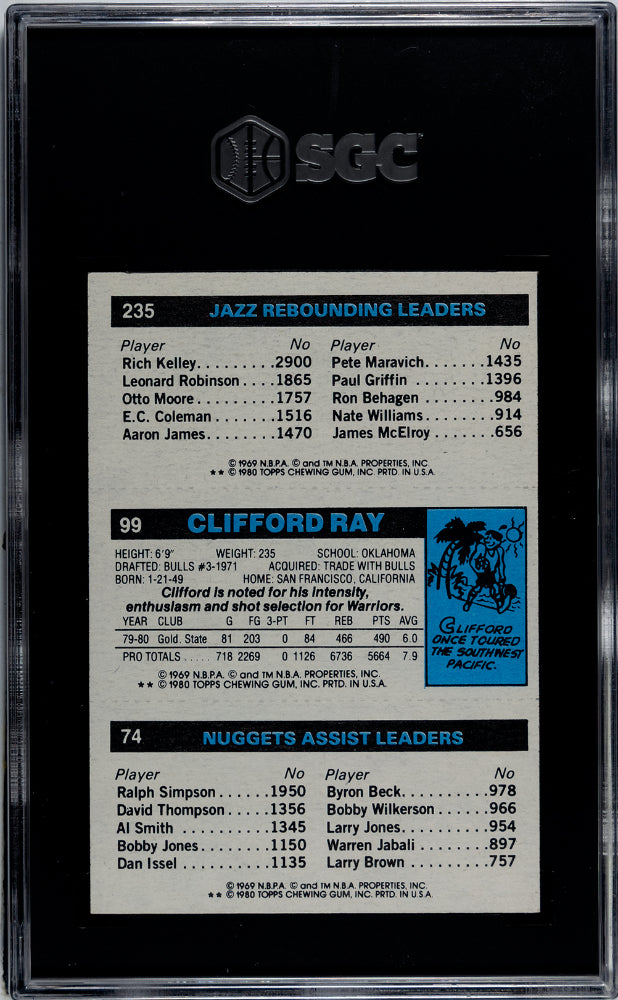 SGC
235 JAZZ REBOUNDING LEADERS
Player No Player No
Rich Kelley.........2900 Pete Maravich.......1435
Leonard Robinson....1865 Paul Griffin ........1396
Otto Moore..........1757 Ron Behagen ........984
E.C. Coleman .......1516 Nate Williams........914
Aaron James........1470 James McElroy.......656
© 1969 N.B.P.A. © and TM N.B.A. PROPERTIES, INC.
★★ © 1980 TOPPS CHEWING GUM, INC. PRTD. IN U.S.A.
99 CLIFFORD RAY
HEIGHT: 6'9" WEIGHT: 235 SCHOOL: OKLAHOMA
DRAFTED: BULLS #3-1971 ACQUIRED: TRADE WITH BULLS
BORN: 1-21-49 HOME: SAN FRANCISCO, CALIFORNIA
Clifford is noted for his intensity,
enthusiasm and shot selection for Warriors.
YEAR CLUB G FG 3-PT FT REB PTS AVG
79-80 Gold. State 81 203 0 84 466 490 6.0
PRO TOTALS ..... 718 2269 0 1126 6736 5664 7.9
© 1969 N.B.P.A. © and TM N.B.A. PROPERTIES, INC.
★★ © 1980 TOPPS CHEWING GUM, INC. PRTD. IN U.S.A.
CLIFFORD
ONCE TOURED
THE SOUTHWEST
PACIFIC.
74 NUGGETS ASSIST LEADERS
Player No Player No
Ralph Simpson ......1950 Byron Beck..........978
David Thompson.....1356 Bobby Wilkerson ......966
Al Smith ..........1345 Larry Jones..........954
Bobby Jones........1150 Warren Jabali ........897
Dan Issel ..........1135 Larry Brown .........757
© 1969 N.B.P.A. © and TM N.B.A. PROPERTIES, INC.
★★ © 1980 TOPPS CHEWING GUM, INC. PRTD. IN U.S.A.